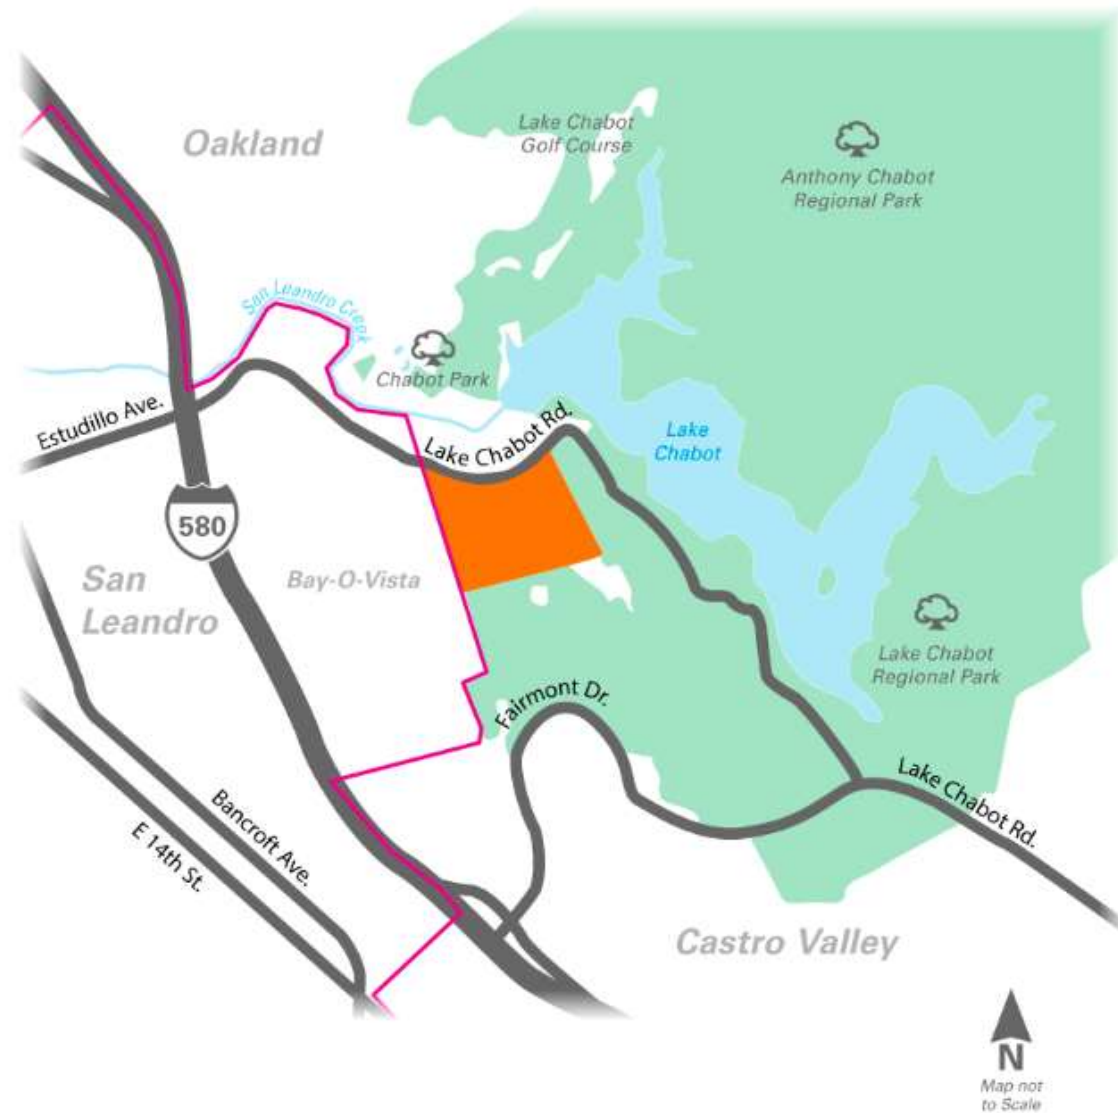 Oakland
Lake Chabot
Golf Course
Anthony Chabot
Regional Park
San Leandro Creek
Chabot Park
Estudillo Ave.
Lake Chabot Rd.
Lake
Chabot
580
San
Leandro
Bay-O-Vista
Lake Chabot
Regional Park
Fairmont Dr.
Lake Chabot Rd.
Bancroft Ave.
E 14th St.
Castro Valley
N
Map not
to Scale